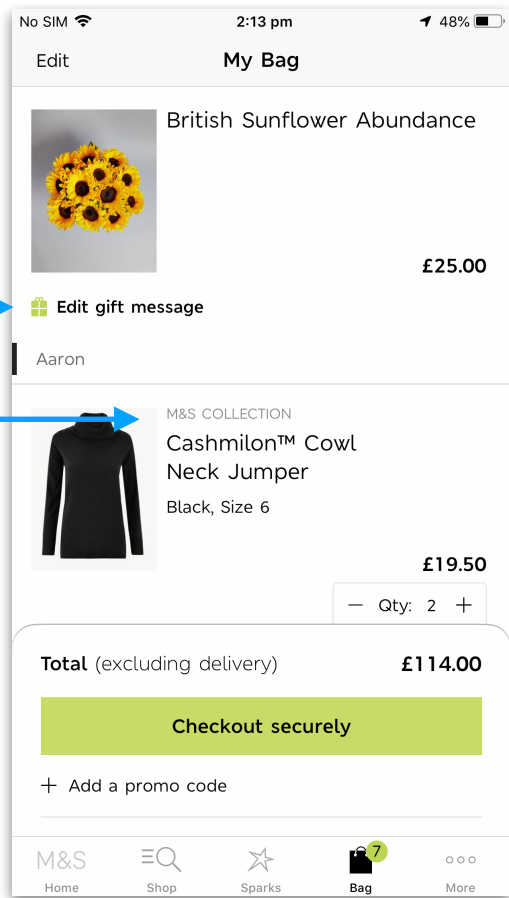 No SIM 2:13 pm 48%
Edit My Bag
British Sunflower Abundance
£25.00
Edit gift message
Aaron
M&S COLLECTION
Cashmilon™ Cowl
Neck Jumper
Black, Size 6
£19.50
− Qty: 2 +
Total (excluding delivery) £114.00
Checkout securely
+ Add a promo code
M&S 7
Home Shop Sparks Bag More